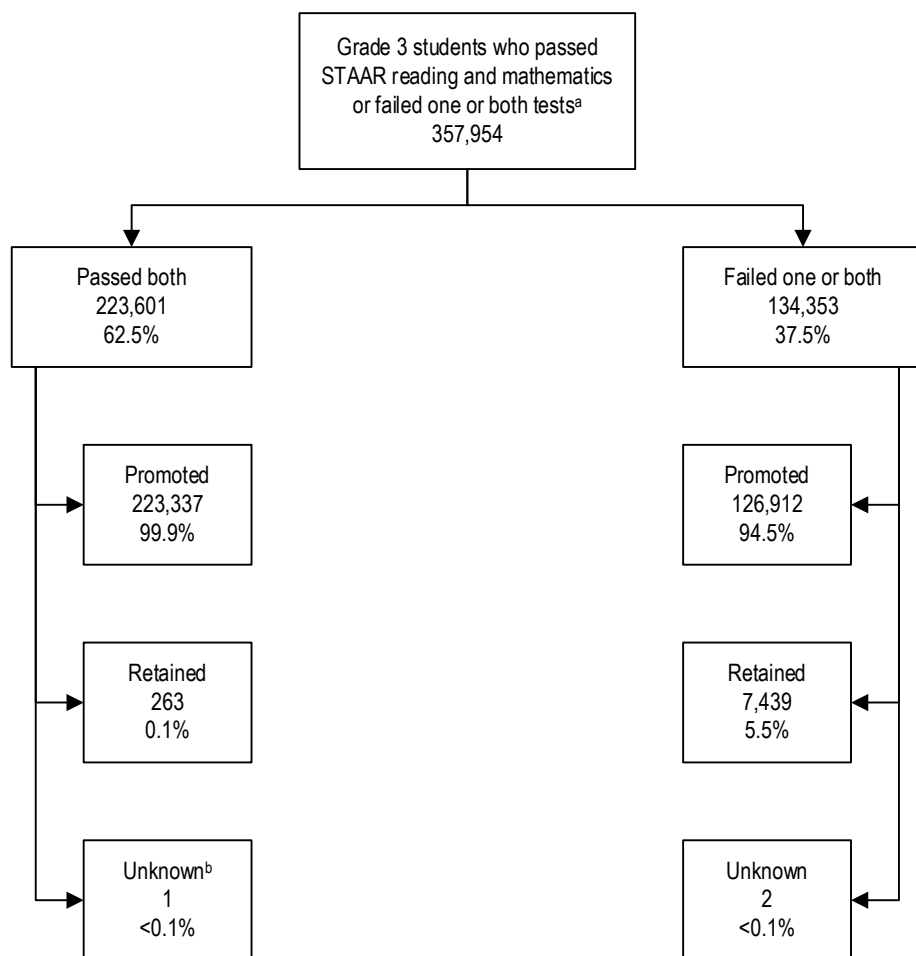 Grade 3 students who passed
STAAR reading and mathematics
or failed one or both testsᵃ
357,954
Passed both
223,601
62.5%
Failed one or both
134,353
37.5%
Promoted
223,337
99.9%
Promoted
126,912
94.5%
Retained
263
0.1%
Retained
7,439
5.5%
Unknownᵇ
1
<0.1%
Unknown
2
<0.1%